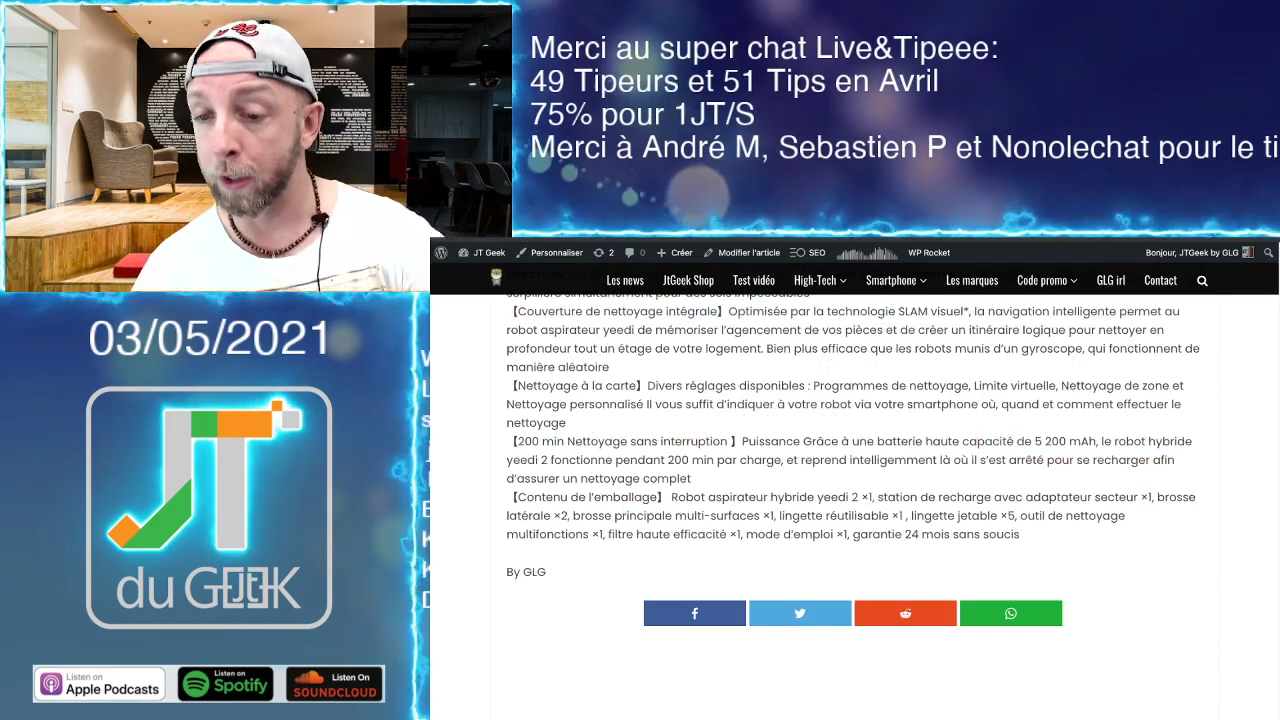 Merci au super chat Live&Tipeee:
49 Tipeurs et 51 Tips en Avril
75% pour 1JT/S
Merci à André M, Sebastien P et Nonolechat pour le ti
JT Geek Personnaliser 2 0 Créer Modifier l'article SEO WP Rocket Bonjour, JTGeek by GLG
Les news JtGeek Shop Test vidéo High-Tech Smartphone Les marques Code promo GLG irl Contact
【Couverture de nettoyage intégrale】Optimisée par la technologie SLAM visuel*, la navigation intelligente permet au
robot aspirateur yeedi de mémoriser l'agencement de vos pièces et de créer un itinéraire logique pour nettoyer en
profondeur tout un étage de votre logement. Bien plus efficace que les robots munis d'un gyroscope, qui fonctionnent de
manière aléatoire
【Nettoyage à la carte】Divers réglages disponibles : Programmes de nettoyage, Limite virtuelle, Nettoyage de zone et
Nettoyage personnalisé Il vous suffit d'indiquer à votre robot via votre smartphone où, quand et comment effectuer le
nettoyage
【200 min Nettoyage sans interruption 】Puissance Grâce à une batterie haute capacité de 5 200 mAh, le robot hybride
yeedi 2 fonctionne pendant 200 min par charge, et reprend intelligemment là où il s'est arrêté pour se recharger afin
d'assurer un nettoyage complet
【Contenu de l'emballage】 Robot aspirateur hybride yeedi 2 ×1, station de recharge avec adaptateur secteur ×1, brosse
latérale ×2, brosse principale multi-surfaces ×1, lingette réutilisable ×1 , lingette jetable ×5, outil de nettoyage
multifonctions ×1, filtre haute efficacité ×1, mode d'emploi ×1, garantie 24 mois sans soucis
By GLG
03/05/2021
JT
du GEEK
Listen on
Apple Podcasts
Listen on
Spotify
Listen On
SOUNDCLOUD